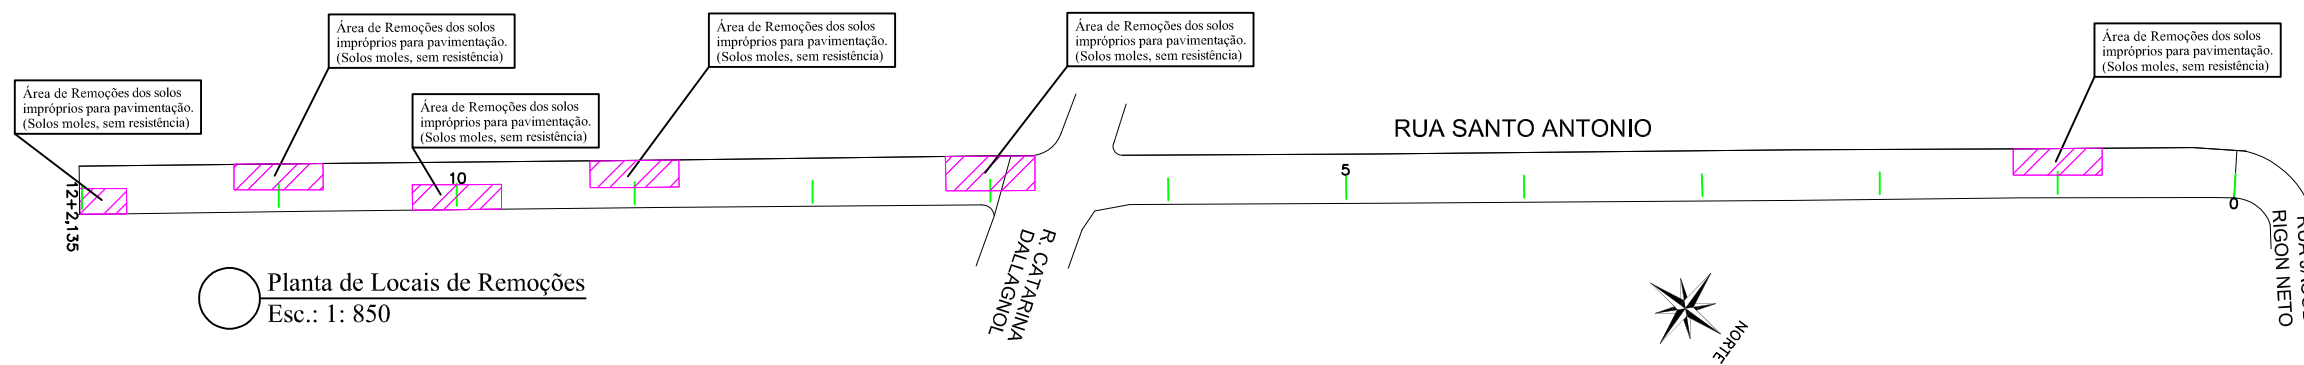 Área de Remoções dos solos
impróprios para pavimentação.
(Solos moles, sem resistência)
Área de Remoções dos solos
impróprios para pavimentação.
(Solos moles, sem resistência)
Área de Remoções dos solos
impróprios para pavimentação.
(Solos moles, sem resistência)
Área de Remoções dos solos
impróprios para pavimentação.
(Solos moles, sem resistência)
Área de Remoções dos solos
impróprios para pavimentação.
(Solos moles, sem resistência)
Área de Remoções dos solos
impróprios para pavimentação.
(Solos moles, sem resistência)
RUA SANTO ANTONIO
12+2,135
10
5
0
R. CATARINA
DALLAGNOL
RUA
RIGON NETO
Planta de Locais de Remoções
Esc.: 1: 850
NORTE